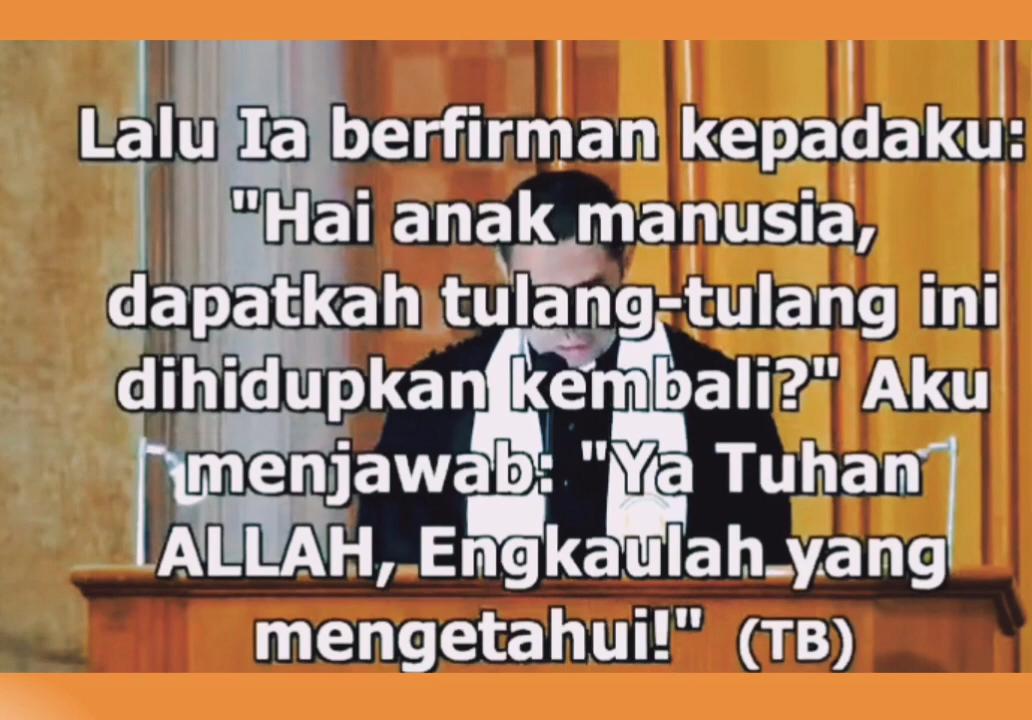 Lalu Ia berfirman kepadaku:
"Hai anak manusia,
dapatkah tulang-tulang ini
dihidupkan kembali?" Aku
menjawab: "Ya Tuhan
ALLAH, Engkaulah yang
mengetahui!" (TB)